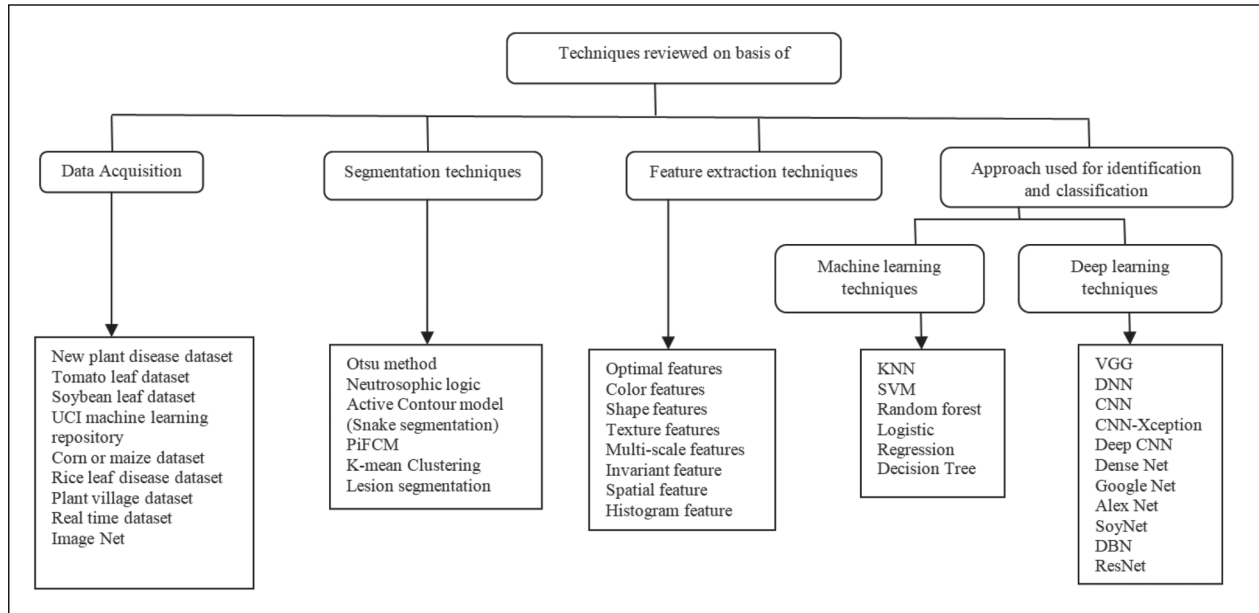 Techniques reviewed on basis of
Data Acquisition
Segmentation techniques
Feature extraction techniques
Approach used for identification
and classification
Machine learning
techniques
Deep learning
techniques
New plant disease dataset
Tomato leaf dataset
Soybean leaf dataset
UCI machine learning
repository
Corn or maize dataset
Rice leaf disease dataset
Plant village dataset
Real time dataset
Image Net
Otsu method
Neutrosophic logic
Active Contour model
(Snake segmentation)
PiFCM
K-mean Clustering
Lesion segmentation
Optimal features
Color features
Shape features
Texture features
Multi-scale features
Invariant feature
Spatial feature
Histogram feature
KNN
SVM
Random forest
Logistic
Regression
Decision Tree
VGG
DNN
CNN
CNN-Xception
Deep CNN
Dense Net
Google Net
Alex Net
SoyNet
DBN
ResNet